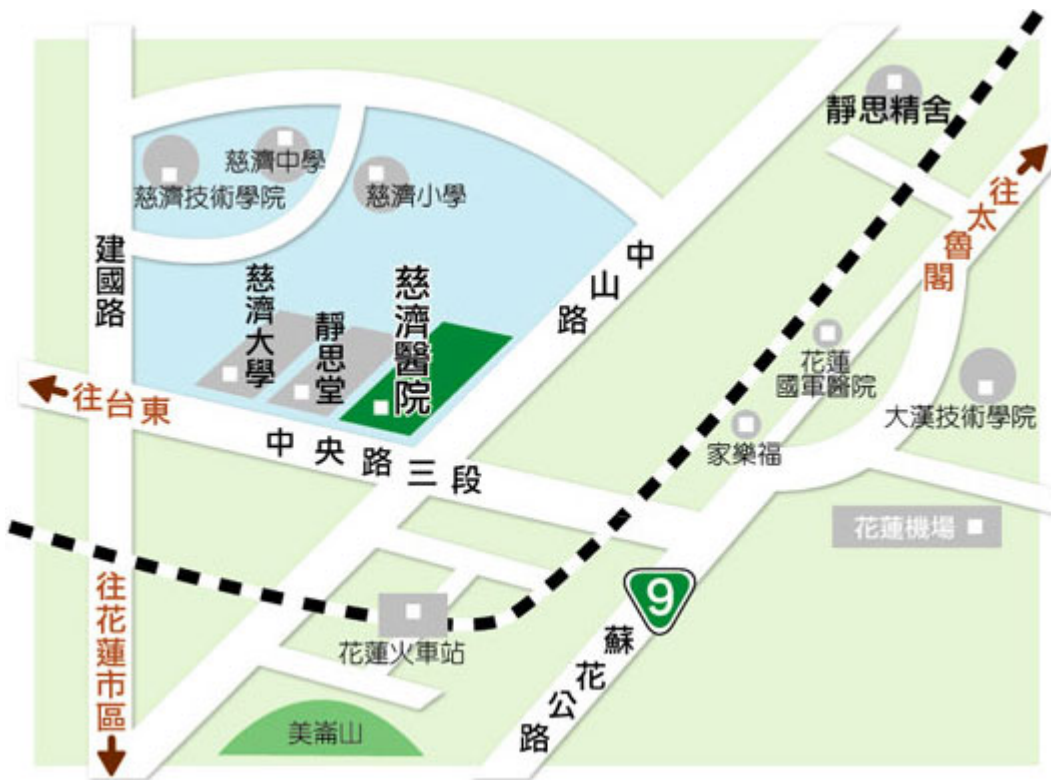 靜思精舍
慈濟中學
慈濟技術學院
慈濟小學
往太魯閣
建國路
中山路
慈濟大學
靜思堂
慈濟醫院
花蓮
國軍醫院
大漢技術學院
往台東
家樂福
中央路三段
花蓮機場
9
蘇花公路
花蓮火車站
往花蓮市區
美崙山